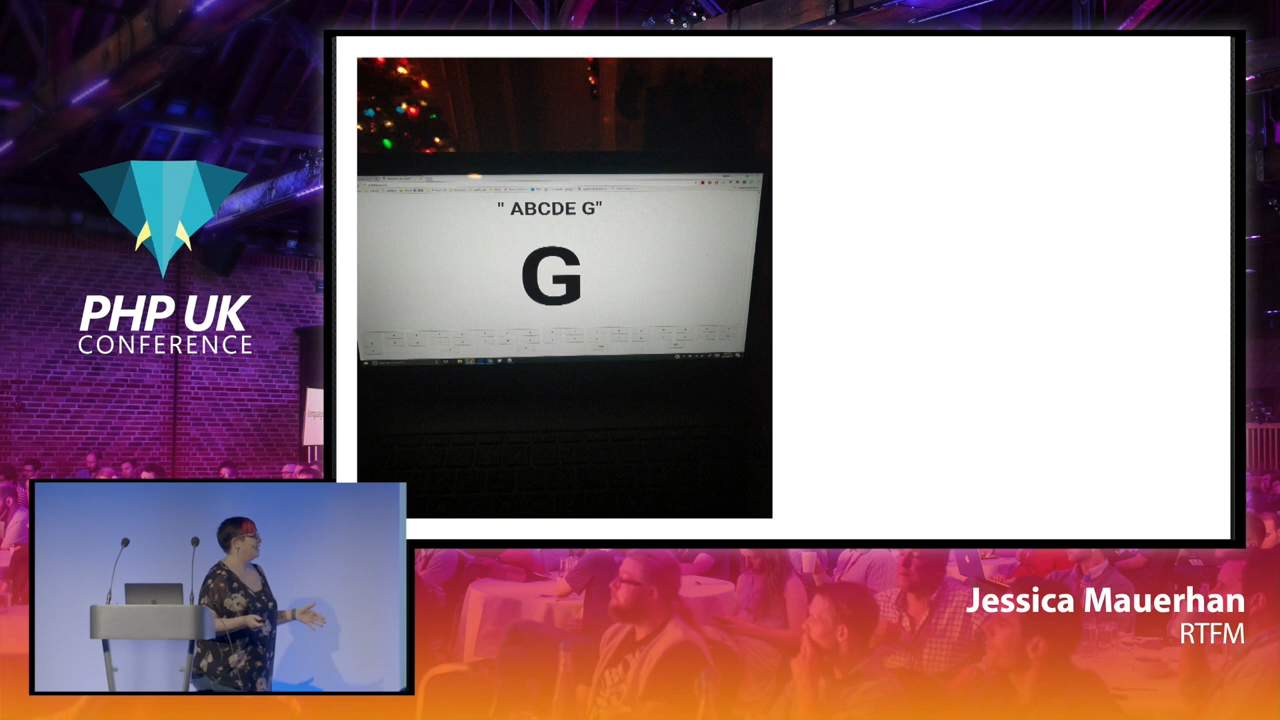 " ABCDE G"
G
PHP UK
CONFERENCE
Jessica Mauerhan
RTFM